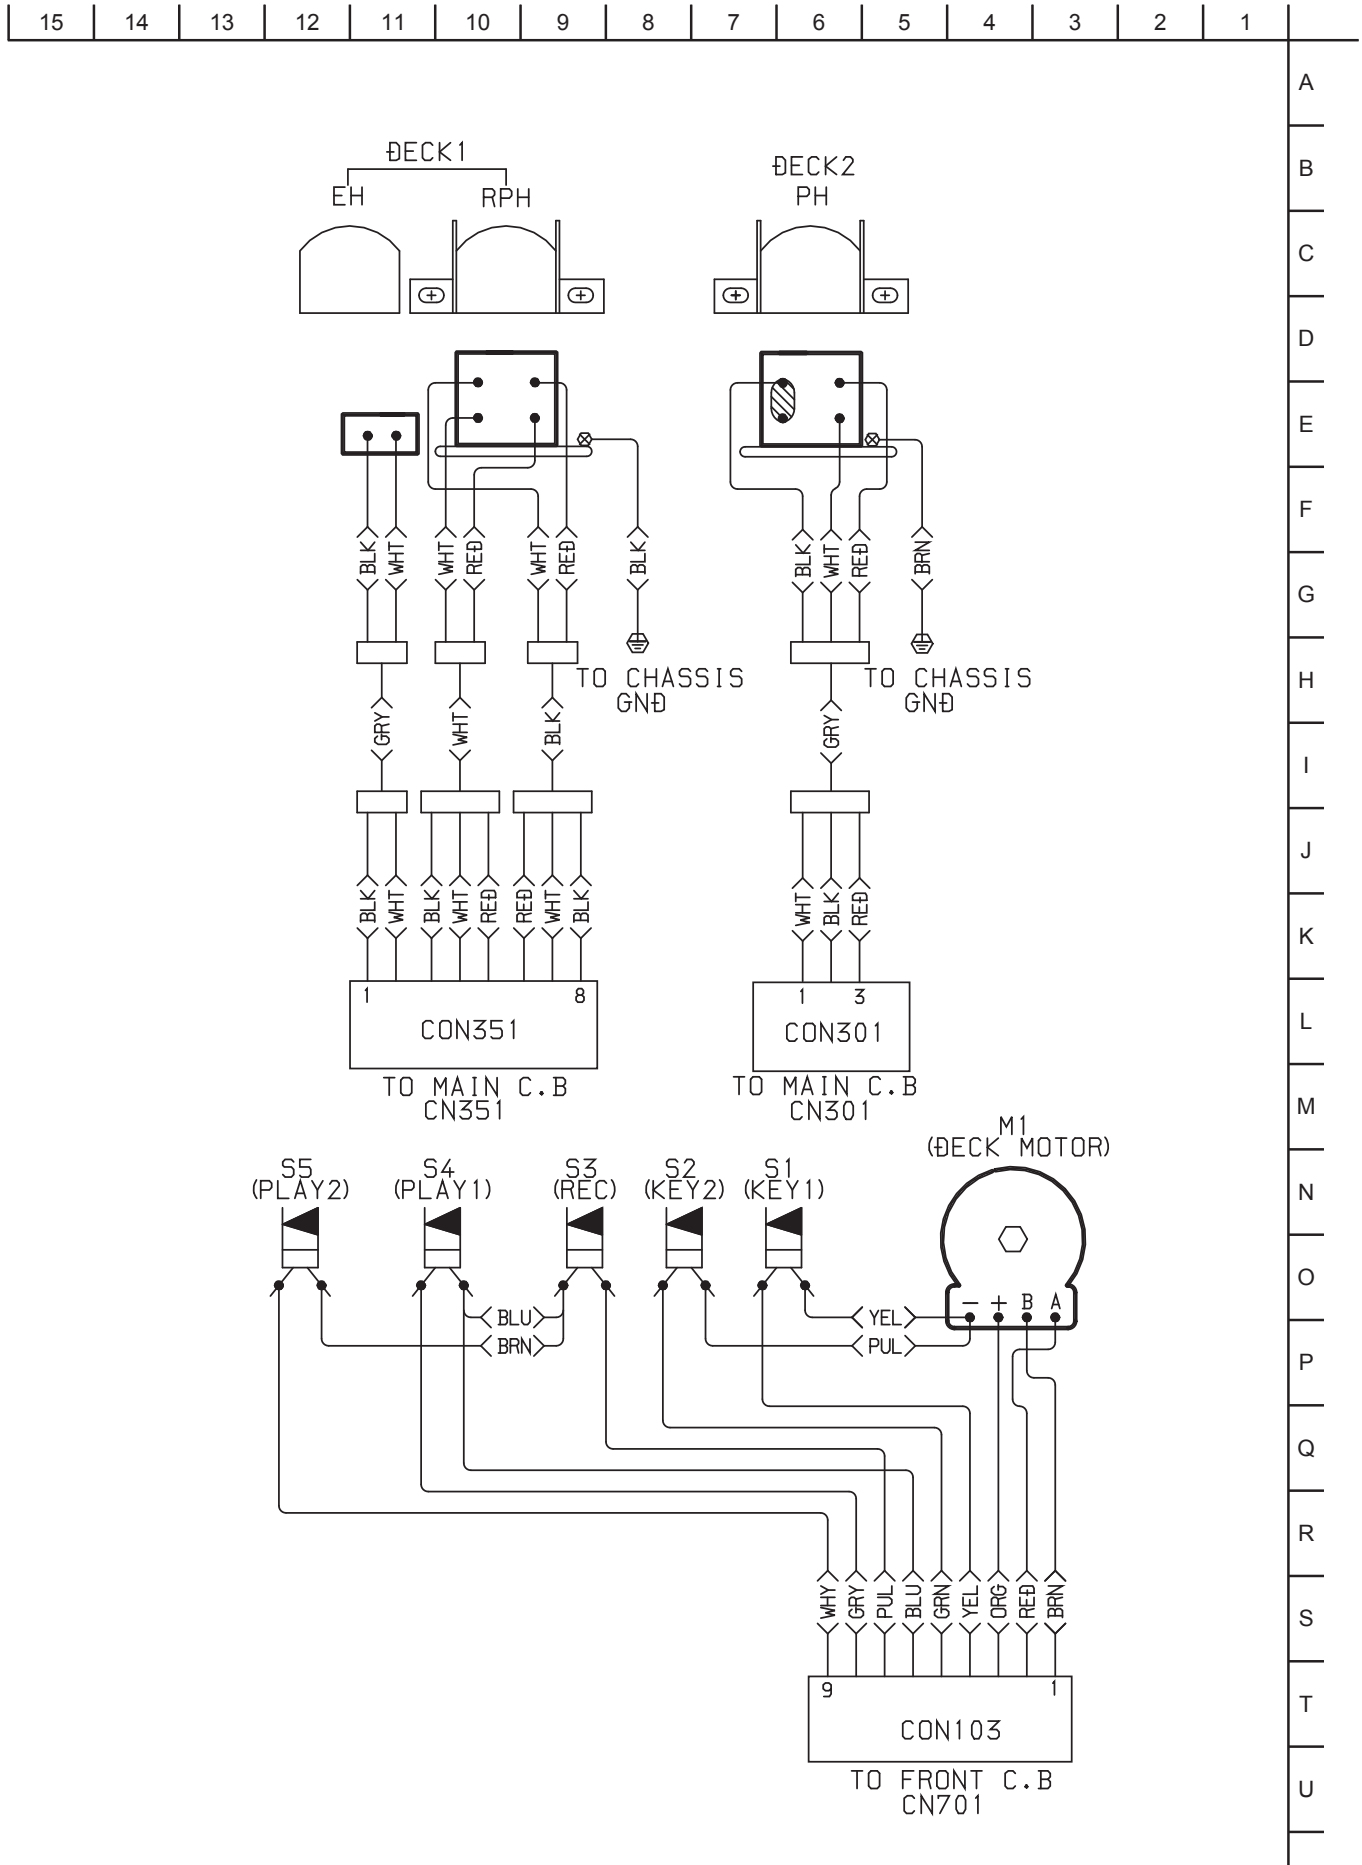 15 14 13 12 11 10 9 8 7 6 5 4 3 2 1
A
B
C
D
E
F
G
H
I
J
K
L
M
N
O
P
Q
R
S
T
U
DECK1
EH RPH
DECK2
PH
BLK WHT WHT RED WHT RED BLK
BLK WHT RED BRN
TO CHASSIS
GND
TO CHASSIS
GND
GRY WHT BLK
GRY
BLK WHT BLK WHT RED RED WHT BLK
WHT BLK RED
1 8
CON351
TO MAIN C.B
CN351
1 3
CON301
TO MAIN C.B
CN301
M1
(DECK MOTOR)
S5
(PLAY2)
S4
(PLAY1)
S3
(REC)
S2
(KEY2)
S1
(KEY1)
− + B A
BLU
BRN
YEL
PUL
WHY GRY PUL BLU GRN YEL ORG RED BRN
9 1
CON103
TO FRONT C.B
CN701